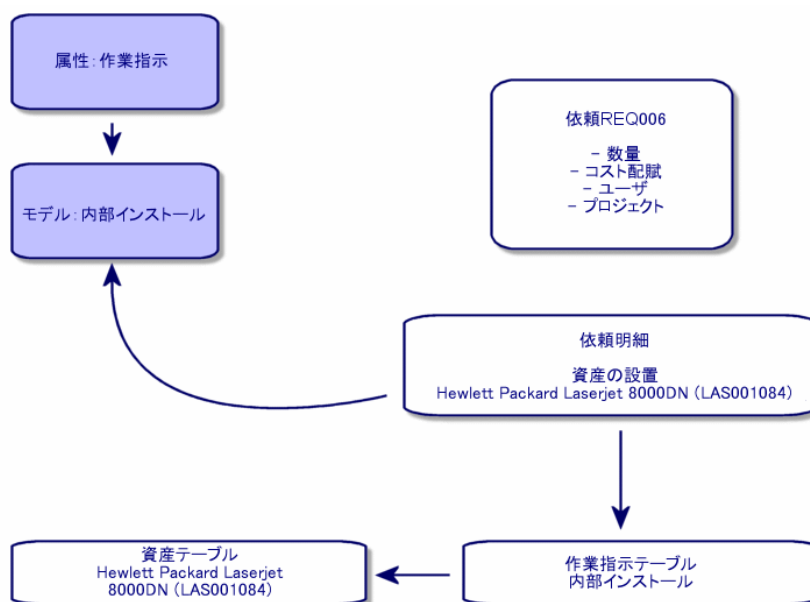 属性：作業指示
モデル：内部インストール
依頼REQ006
– 数量
– コスト配賦
– ユーザ
– プロジェクト
依頼明細
資産の設置
Hewlett Packard Laserjet 8000DN (LAS001084)
資産テーブル
Hewlett Packard Laserjet
8000DN (LAS001084)
作業指示テーブル
内部インストール